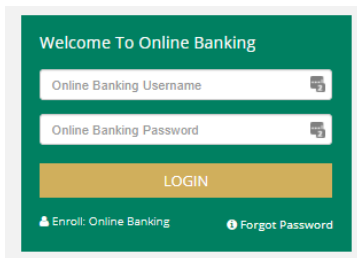 Welcome To Online Banking
Online Banking Username
Online Banking Password
LOGIN
Enroll: Online Banking
Forgot Password